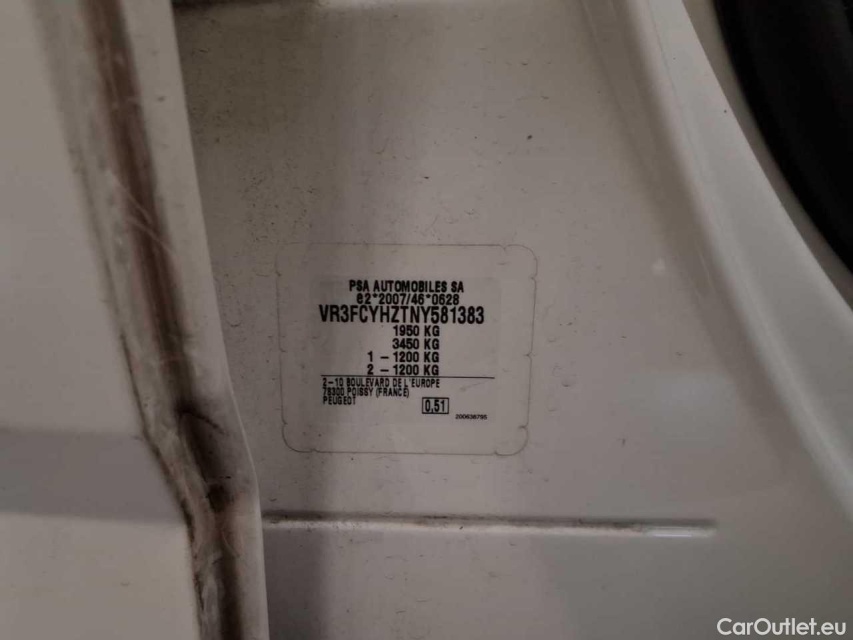 PSA AUTOMOBILES SA
e2*2007/46*0628
VR3FCYHZTNY581383
1950 KG
3450 KG
1 – 1200 KG
2 – 1200 KG
2–10 BOULEVARD DE L'EUROPE
78300 POISSY (FRANCE)
PEUGEOT
0.51
200638795
CarOutlet.eu